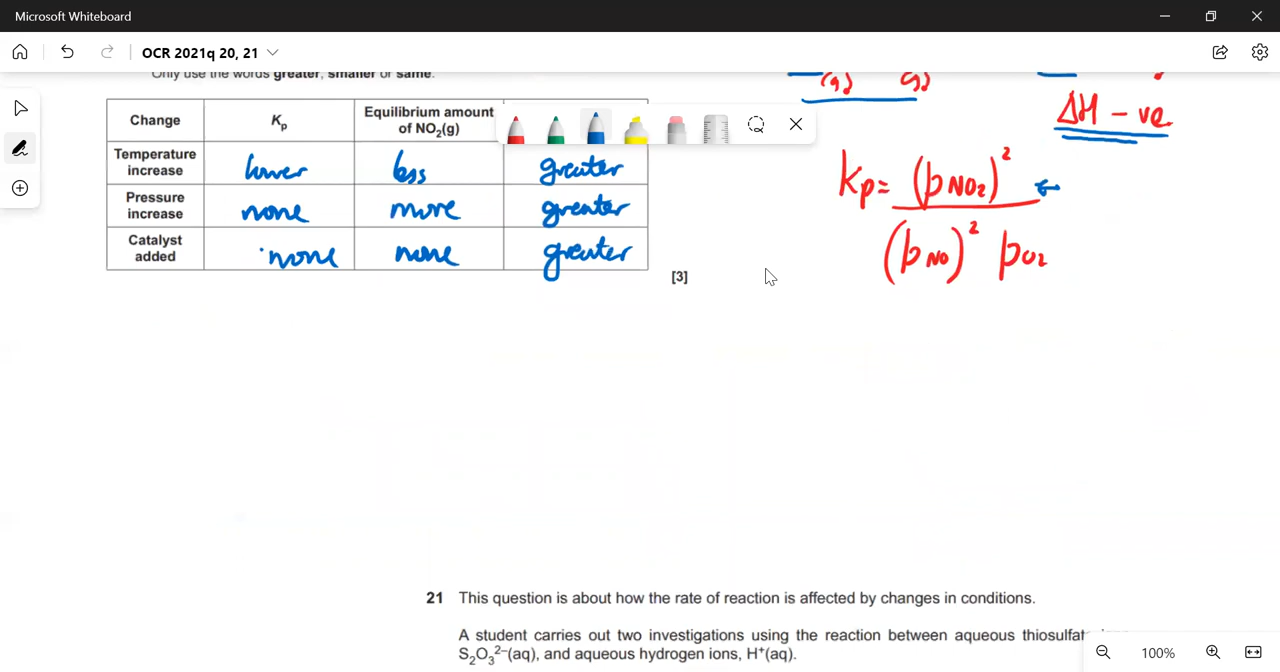 Microsoft Whiteboard
OCR 2021q 20, 21
Only use the words greater, smaller or same.
(g) (g)
ΔH - ve
Change Kp Equilibrium amount of NO2(g)
Temperature increase lower less greater
Pressure increase none more greater
Catalyst added none none greater
[3]
Kp = (pNO2)²
(pNO)² pO2
21 This question is about how the rate of reaction is affected by changes in conditions.
A student carries out two investigations using the reaction between aqueous thiosulfat
S2O3²⁻(aq), and aqueous hydrogen ions, H⁺(aq).
100%